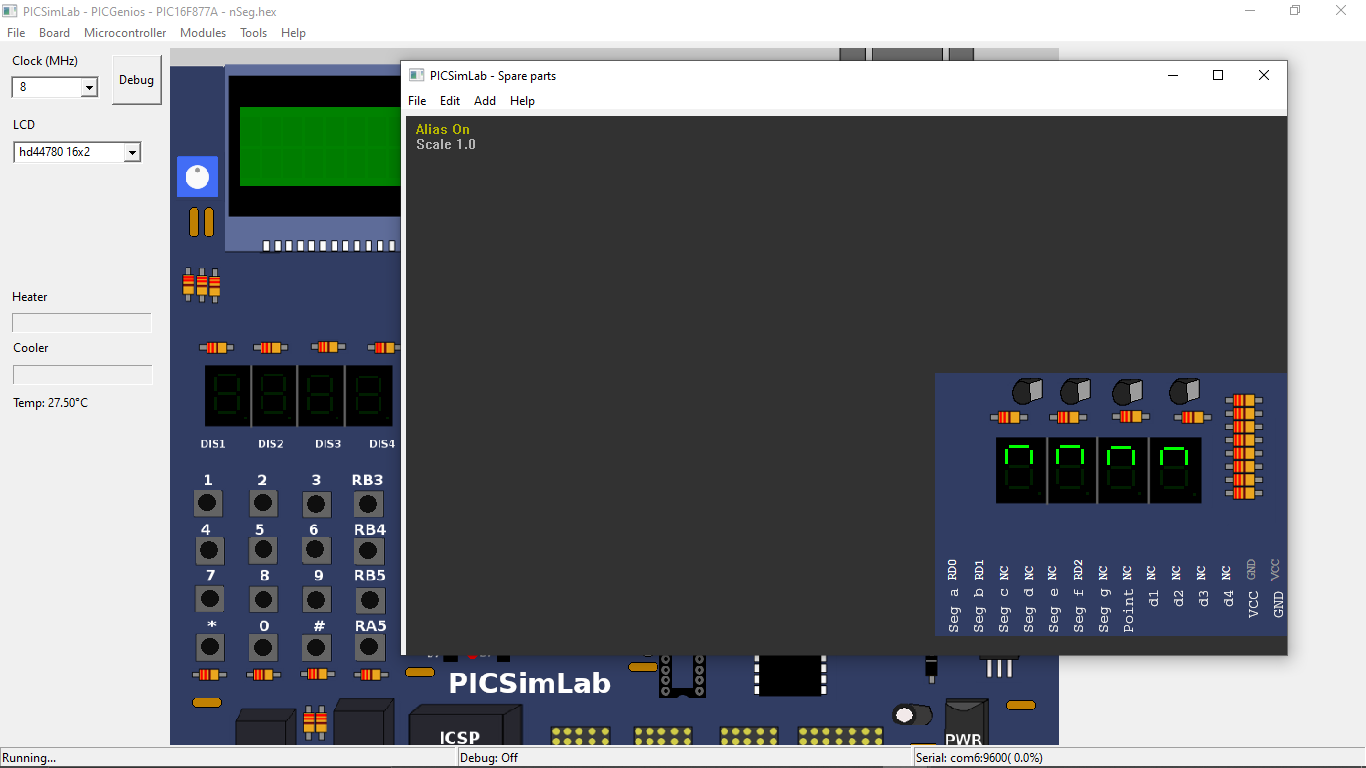 PICSimLab - PICGenios - PIC16F877A - nSeg.hex
File Board Microcontroller Modules Tools Help
Clock (MHz)
8
Debug
LCD
hd44780 16x2
Heater
Cooler
Temp: 27.50°C
PICSimLab - Spare parts
File Edit Add Help
Alias On
Scale 1.0
DIS1 DIS2 DIS3 DIS4
1 2 3 RB3
4 5 6 RB4
7 8 9 RB5
* 0 # RA5
Seg a RD0
Seg b RD1
Seg c NC
Seg d NC
Seg e NC
Seg f RD2
Seg g NC
Point NC
d1 NC
d2 NC
d3 NC
d4 NC
VCC GND
GND VCC
PICSimLab
ICSP
PWR
Running...
Debug: Off
Serial: com6:9600( 0.0%)